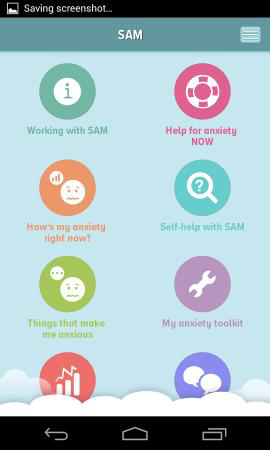 Saving screenshot...
SAM
Working with SAM
Help for anxiety
NOW
How's my anxiety
right now?
Self-help with SAM
Things that make
me anxious
My anxiety toolkit